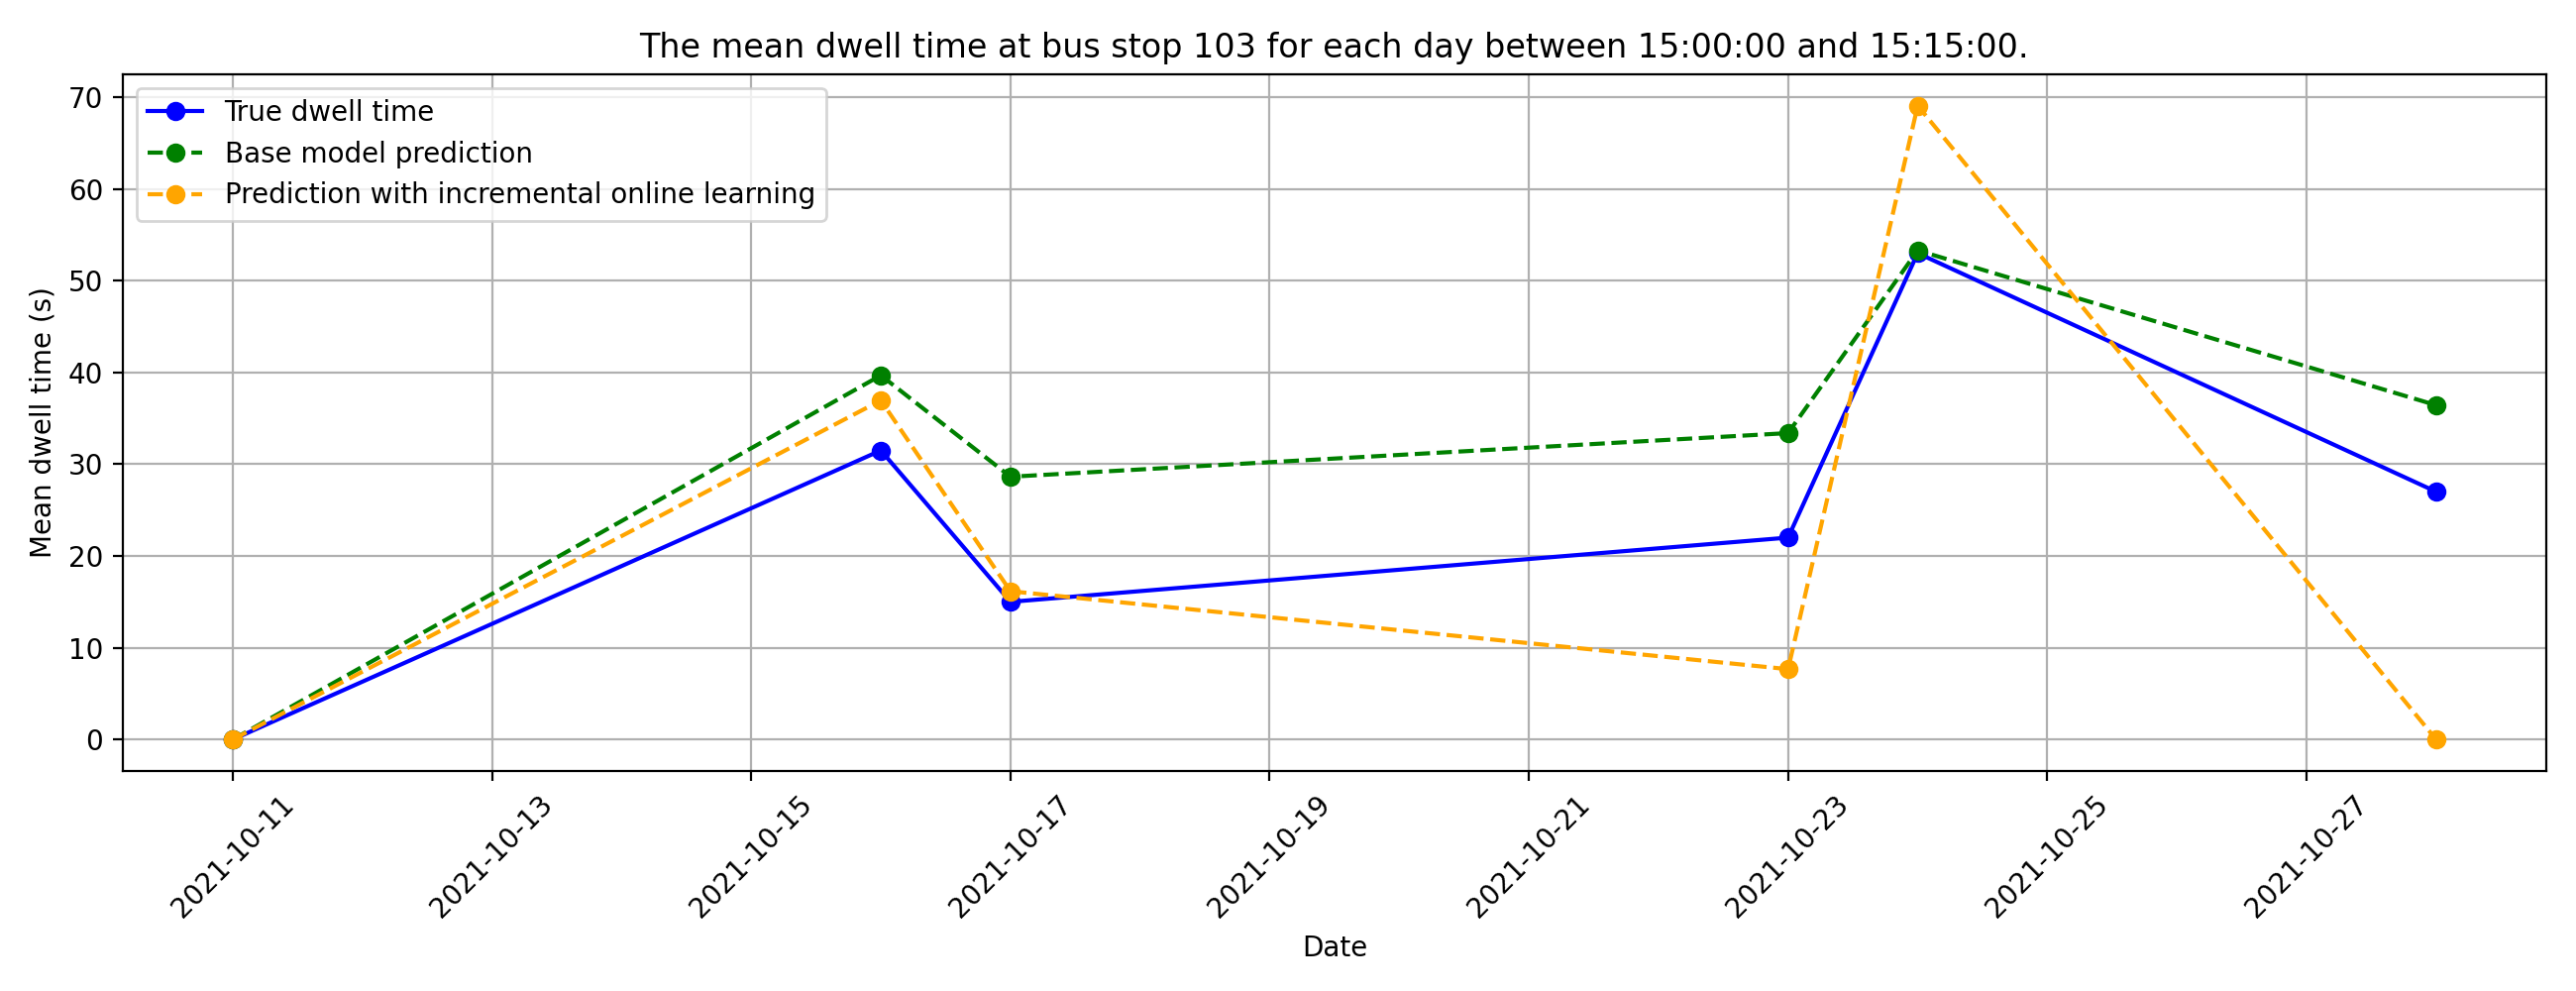 The mean dwell time at bus stop 103 for each day between 15:00:00 and 15:15:00.
True dwell time
Base model prediction
Prediction with incremental online learning
Mean dwell time (s)
70
60
50
40
30
20
10
0
2021-10-11
2021-10-13
2021-10-15
2021-10-17
2021-10-19
2021-10-21
2021-10-23
2021-10-25
2021-10-27
Date